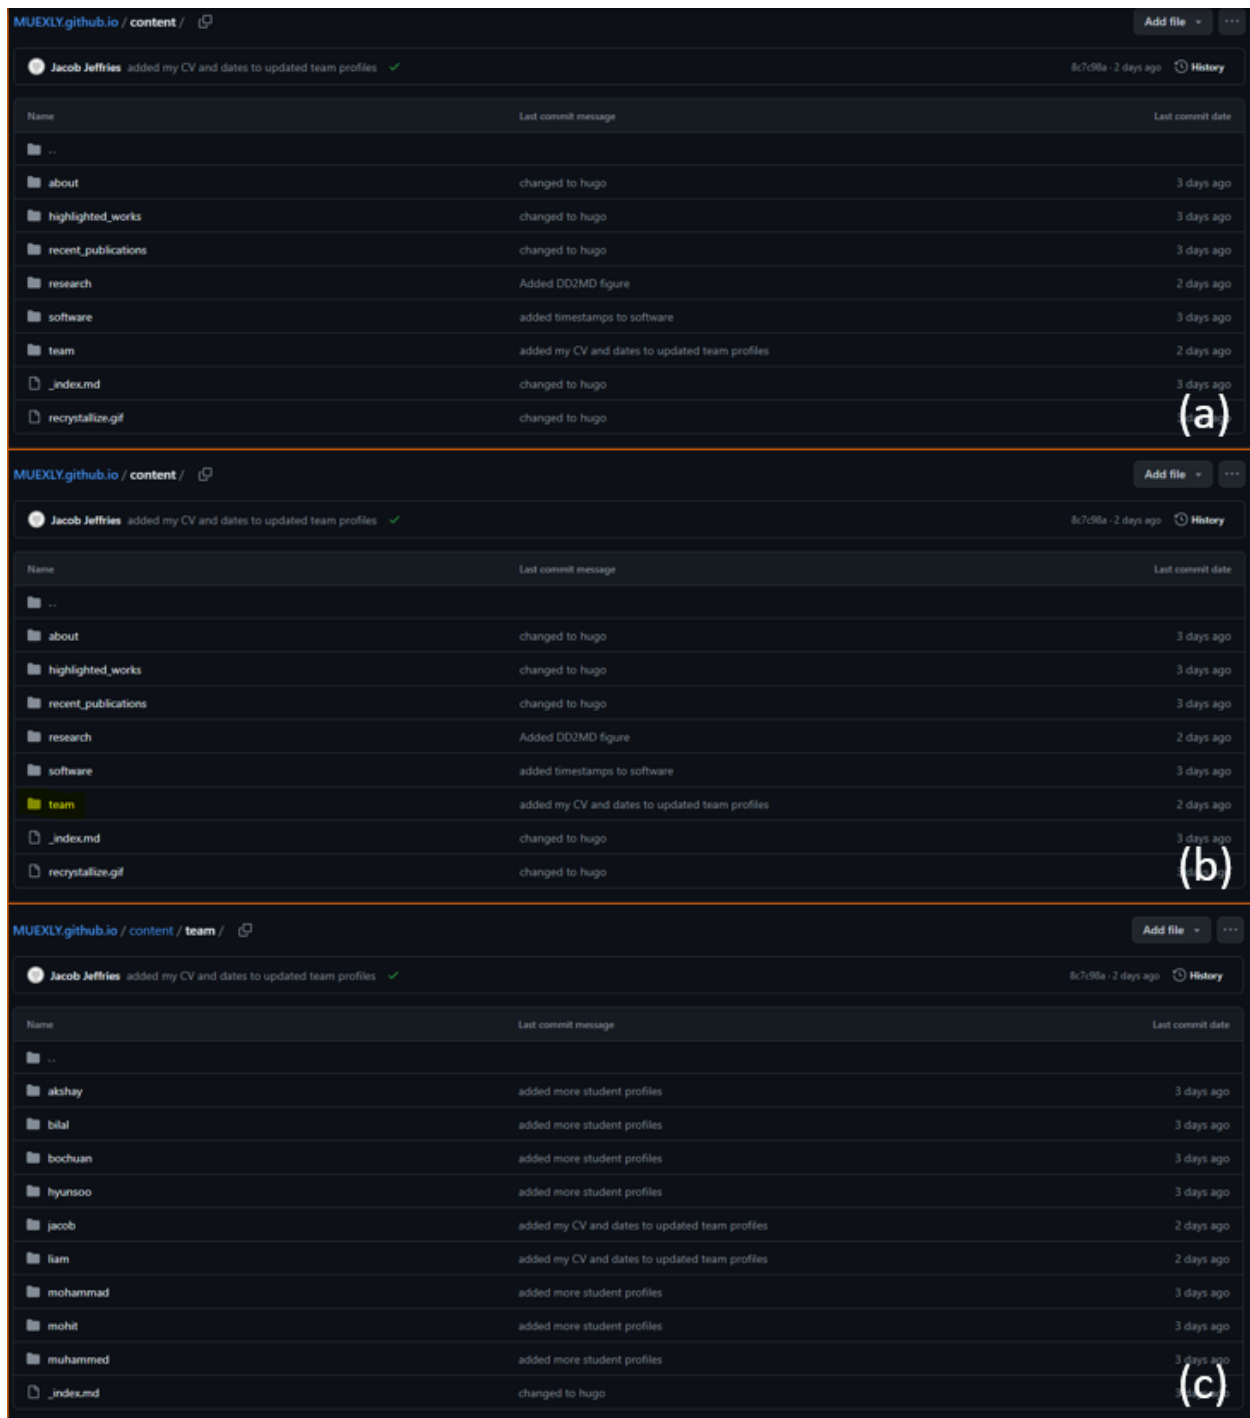 MUEXLY.github.io / content /
Add file
Jacob Jeffries added my CV and dates to updated team profiles
8c7c98a · 2 days ago History
Name Last commit message Last commit date
..
about changed to hugo 3 days ago
highlighted_works changed to hugo 3 days ago
recent_publications changed to hugo 3 days ago
research Added DD2MD figure 2 days ago
software added timestamps to software 3 days ago
team added my CV and dates to updated team profiles 2 days ago
_index.md changed to hugo 3 days ago
recrystallize.gif changed to hugo
(a)
MUEXLY.github.io / content /
Add file
Jacob Jeffries added my CV and dates to updated team profiles
8c7c98a · 2 days ago History
Name Last commit message Last commit date
..
about changed to hugo 3 days ago
highlighted_works changed to hugo 3 days ago
recent_publications changed to hugo 3 days ago
research Added DD2MD figure 2 days ago
software added timestamps to software 3 days ago
team added my CV and dates to updated team profiles 2 days ago
_index.md changed to hugo 3 days ago
recrystallize.gif changed to hugo
(b)
MUEXLY.github.io / content / team /
Add file
Jacob Jeffries added my CV and dates to updated team profiles
8c7c98a · 2 days ago History
Name Last commit message Last commit date
..
akshay added more student profiles 3 days ago
bilal added more student profiles 3 days ago
bochuan added more student profiles 3 days ago
hyunsoo added more student profiles 3 days ago
jacob added my CV and dates to updated team profiles 2 days ago
liam added my CV and dates to updated team profiles 2 days ago
mohammad added more student profiles 3 days ago
mohit added more student profiles 3 days ago
muhammed added more student profiles 3 days ago
_index.md changed to hugo
(c)